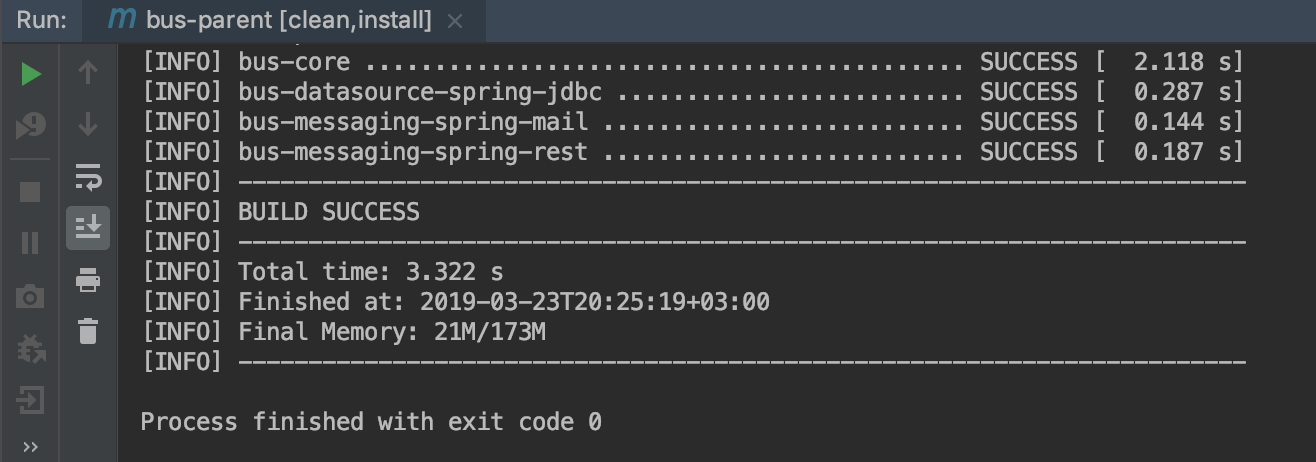 Run: m bus-parent [clean,install] ×
[INFO] bus-core ........................................... SUCCESS [  2.118 s]
[INFO] bus-datasource-spring-jdbc ......................... SUCCESS [  0.287 s]
[INFO] bus-messaging-spring-mail .......................... SUCCESS [  0.144 s]
[INFO] bus-messaging-spring-rest .......................... SUCCESS [  0.187 s]
[INFO] ------------------------------------------------------------------------
[INFO] BUILD SUCCESS
[INFO] ------------------------------------------------------------------------
[INFO] Total time: 3.322 s
[INFO] Finished at: 2019-03-23T20:25:19+03:00
[INFO] Final Memory: 21M/173M
[INFO] ------------------------------------------------------------------------
Process finished with exit code 0